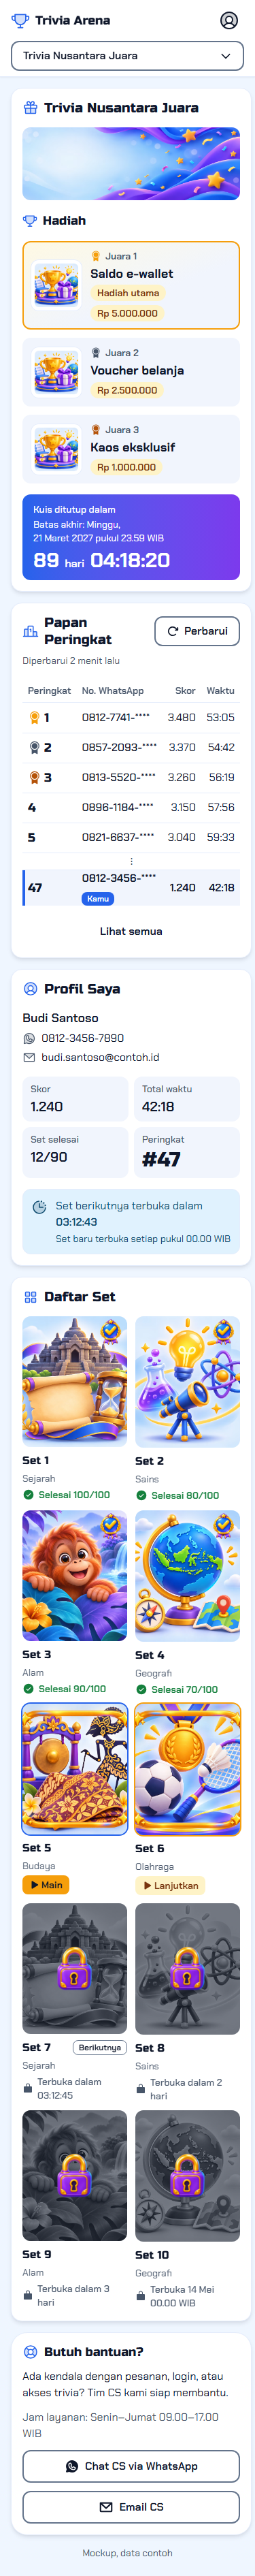 Trivia Arena
Trivia Nusantara Juara
Trivia Nusantara Juara
Hadiah
Juara 1
Saldo e-wallet
Hadiah utama
Rp 5.000.000
Juara 2
Voucher belanja
Rp 2.500.000
Juara 3
Kaos eksklusif
Rp 1.000.000
Kuis ditutup dalam
Batas akhir: Minggu,
21 Maret 2027 pukul 23.59 WIB
89 hari 04:18:20
Papan
Peringkat
Perbarui
Diperbarui 2 menit lalu
Peringkat No. WhatsApp Skor Waktu
1 0812-7741-**** 3.480 53:05
2 0857-2093-**** 3.370 54:42
3 0813-5520-**** 3.260 56:19
4 0896-1184-**** 3.150 57:56
5 0821-6637-**** 3.040 59:33
⋮
47 0812-3456-**** 1.240 42:18
Kamu
Lihat semua
Profil Saya
Budi Santoso
0812-3456-7890
budi.santoso@contoh.id
Skor Total waktu
1.240 42:18
Set selesai Peringkat
12/90 #47
Set berikutnya terbuka dalam
03:12:43
Set baru terbuka setiap pukul 00.00 WIB
Daftar Set
Set 1
Sejarah
Selesai 100/100
Set 2
Sains
Selesai 80/100
Set 3
Alam
Selesai 90/100
Set 4
Geografi
Selesai 70/100
Set 5
Budaya
Main
Set 6
Olahraga
Lanjutkan
Set 7
Berikutnya
Sejarah
Terbuka dalam
03:12:45
Set 8
Sains
Terbuka dalam 2
hari
Set 9
Alam
Terbuka dalam 3
hari
Set 10
Geografi
Terbuka 14 Mei
00.00 WIB
Butuh bantuan?
Ada kendala dengan pesanan, login, atau
akses trivia? Tim CS kami siap membantu.
Jam layanan: Senin–Jumat 09.00–17.00
WIB
Chat CS via WhatsApp
Email CS
Mockup, data contoh